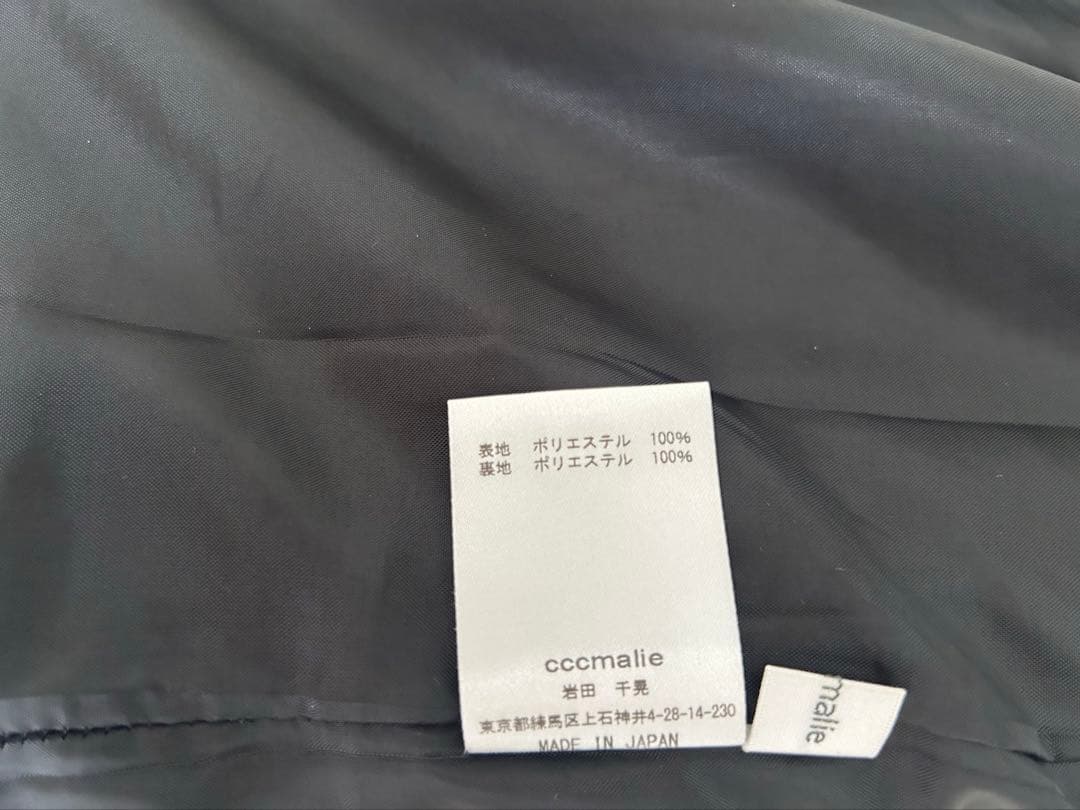 表地 ポリエステル 100%
裏地 ポリエステル 100%
cccmalie
岩田 千晃
東京都練馬区上石神井4-28-14-230
MADE IN JAPAN
malie